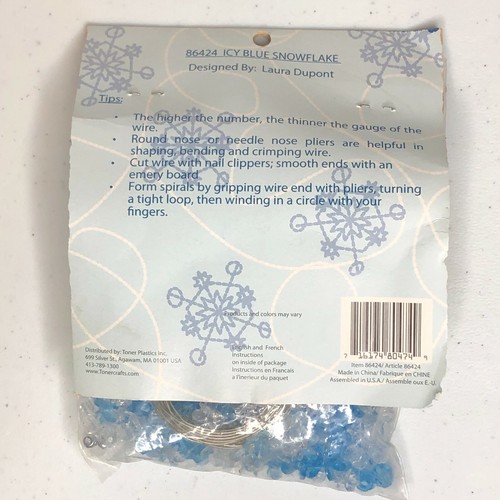 86424 ICY BLUE SNOWFLAKE
Designed By: Laura Dupont
Tips:
• The higher the number, the thinner the gauge of the
wire.
• Round nose or needle nose pliers are helpful in
shaping, bending and crimping wire.
• Cut wire with nail clippers; smooth ends with an
emery board.
• Form spirals by gripping wire end with pliers, turning
a tight loop, then winding in a circle with your
fingers.
Products and colors may vary
Distributed by: Toner Plastics Inc.
699 Silver St., Agawam, MA 01001 USA
413-789-1300
www.Tonercrafts.com
English and French
Instructions
on inside of package
Instructions en Francais
a l'inerieur du paquet
Item 86424/ Article 86424
Made in China/ Fabrique en CHINE
Assembled in U.S.A./ Assemble aux E.-U.